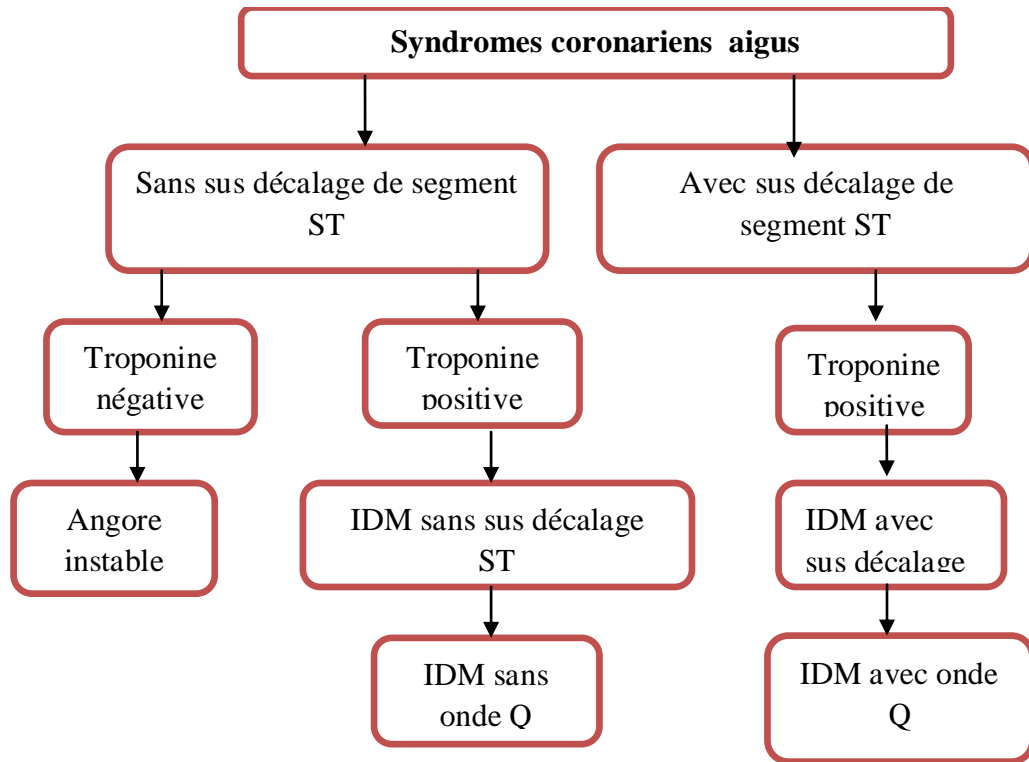 Syndromes coronariens aigus
Sans sus décalage de segment
ST
Avec sus décalage de
segment ST
Troponine
négative
Troponine
positive
Troponine
positive
Angore
instable
IDM sans sus décalage
ST
IDM avec
sus décalage
IDM sans
onde Q
IDM avec onde
Q